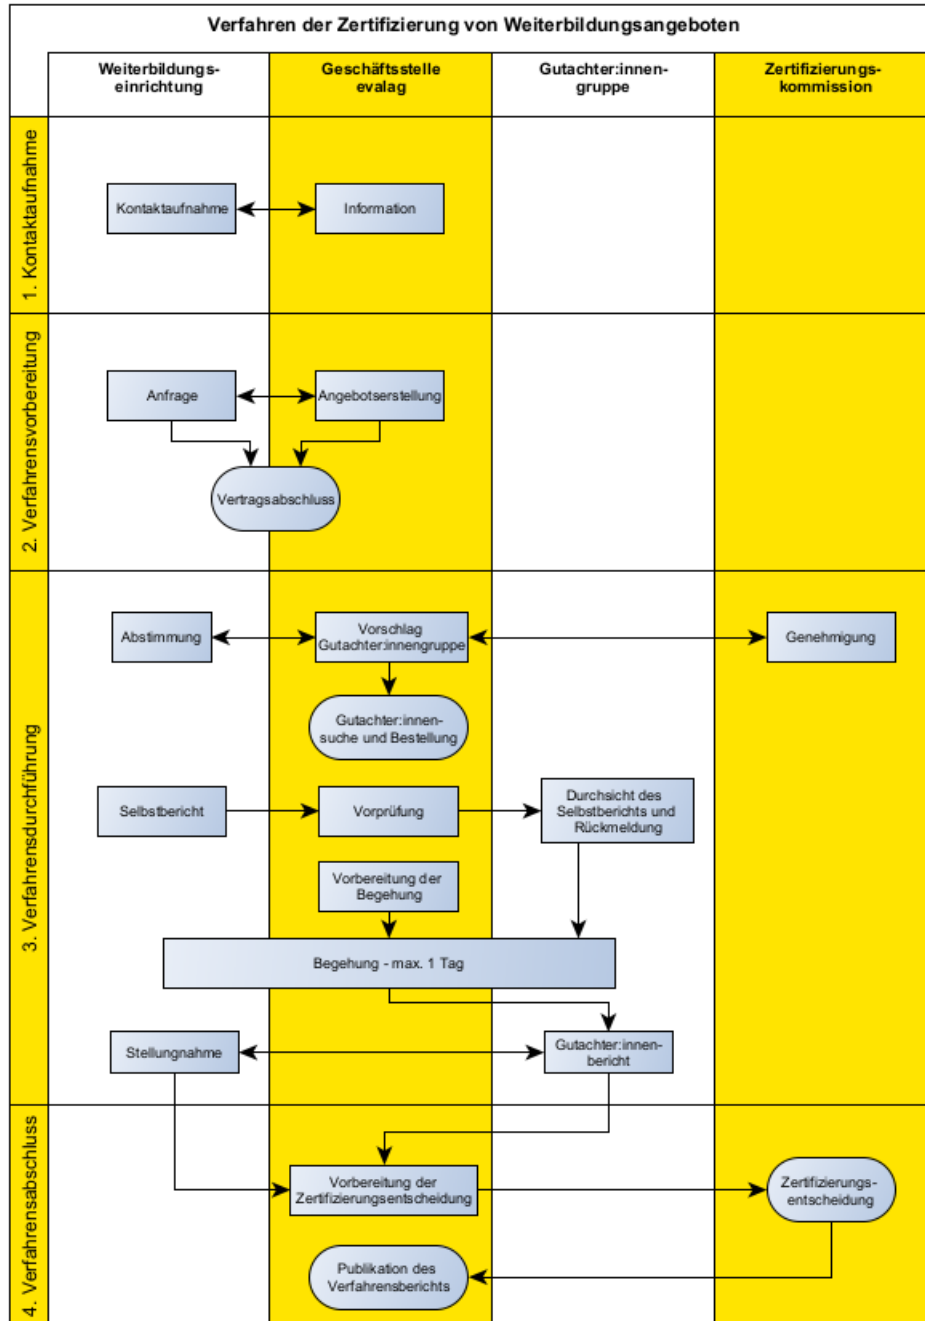 Verfahren der Zertifizierung von Weiterbildungsangeboten
Weiterbildungs-
einrichtung
Geschäftsstelle
evalag
Gutachter:innen-
gruppe
Zertifizierungs-
kommission
1. Kontaktaufnahme
Kontaktaufnahme
Information
2. Verfahrensvorbereitung
Anfrage
Angebotserstellung
Vertragsabschluss
3. Verfahrensdurchführung
Abstimmung
Vorschlag
Gutachter:innengruppe
Genehmigung
Gutachter:innen-
suche und Bestellung
Selbstbericht
Vorprüfung
Durchsicht des
Selbstberichts und
Rückmeldung
Vorbereitung der
Begehung
Begehung - max. 1 Tag
Stellungnahme
Gutachter:innen-
bericht
4. Verfahrensabschluss
Vorbereitung der
Zertifizierungsentscheidung
Zertifizierungs-
entscheidung
Publikation des
Verfahrensberichts